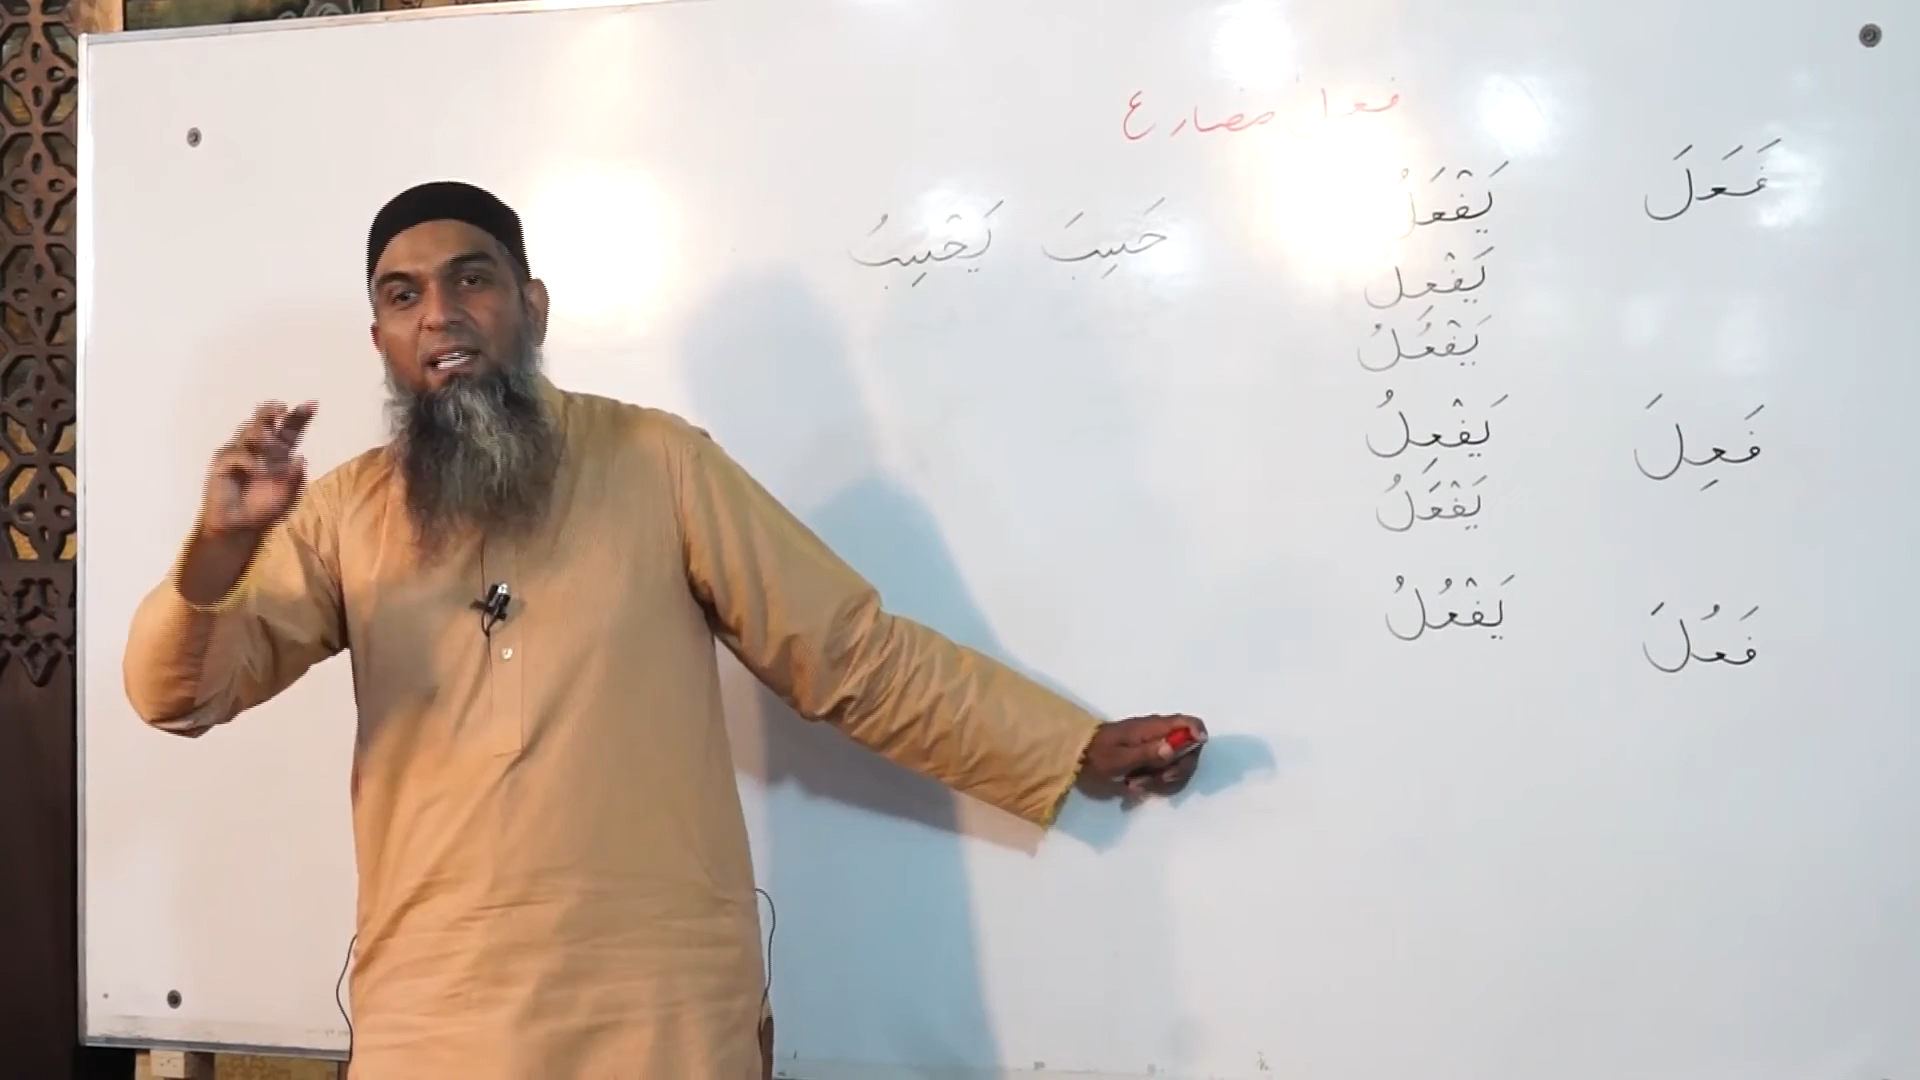 فعل مضارع
فَعَلَ يَفْعَلُ
يَفْعِلُ
يَفْعُلُ
فَعِلَ يَفْعِلُ
يَفْعَلُ
فَعُلَ يَفْعُلُ
حَسِبَ يَحْسِبُ